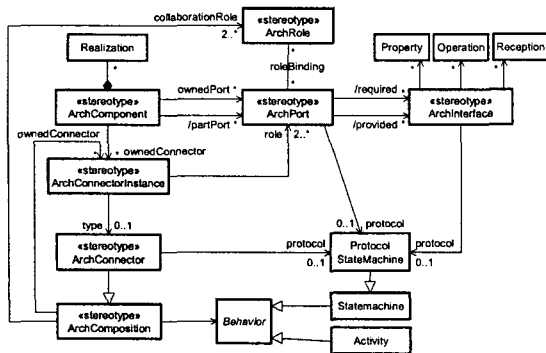 collaborationRole
2..*
«stereotype»
ArchRole
Realization
*
*
roleBinding
*
Property
Operation
Reception
*
*
*
«stereotype»
ArchComponent
ownedPort *
/partPort *
«stereotype»
ArchPort
/required *
/provided *
«stereotype»
ArchInterface
ownedConnector
*
* ownedConnector
role
2..*
«stereotype»
ArchConnectorInstance
type
0..1
0..1
protocol
«stereotype»
ArchConnector
protocol
0..1
Protocol
StateMachine
protocol
0..1
«stereotype»
ArchComposition
Behavior
Statemachine
Activity